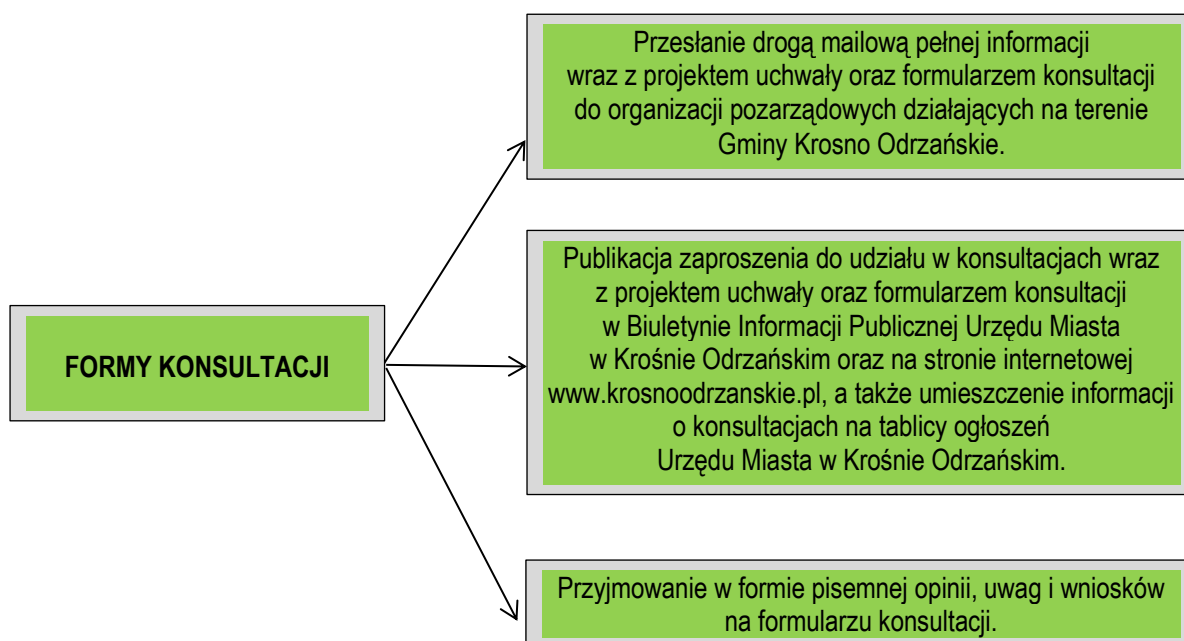 Przesłanie drogą mailową pełnej informacji
wraz z projektem uchwały oraz formularzem konsultacji
do organizacji pozarządowych działających na terenie
Gminy Krosno Odrzańskie.
FORMY KONSULTACJI
Publikacja zaproszenia do udziału w konsultacjach wraz
z projektem uchwały oraz formularzem konsultacji
w Biuletynie Informacji Publicznej Urzędu Miasta
w Krośnie Odrzańskim oraz na stronie internetowej
www.krosnoodrzanskie.pl, a także umieszczenie informacji
o konsultacjach na tablicy ogłoszeń
Urzędu Miasta w Krośnie Odrzańskim.
Przyjmowanie w formie pisemnej opinii, uwag i wniosków
na formularzu konsultacji.